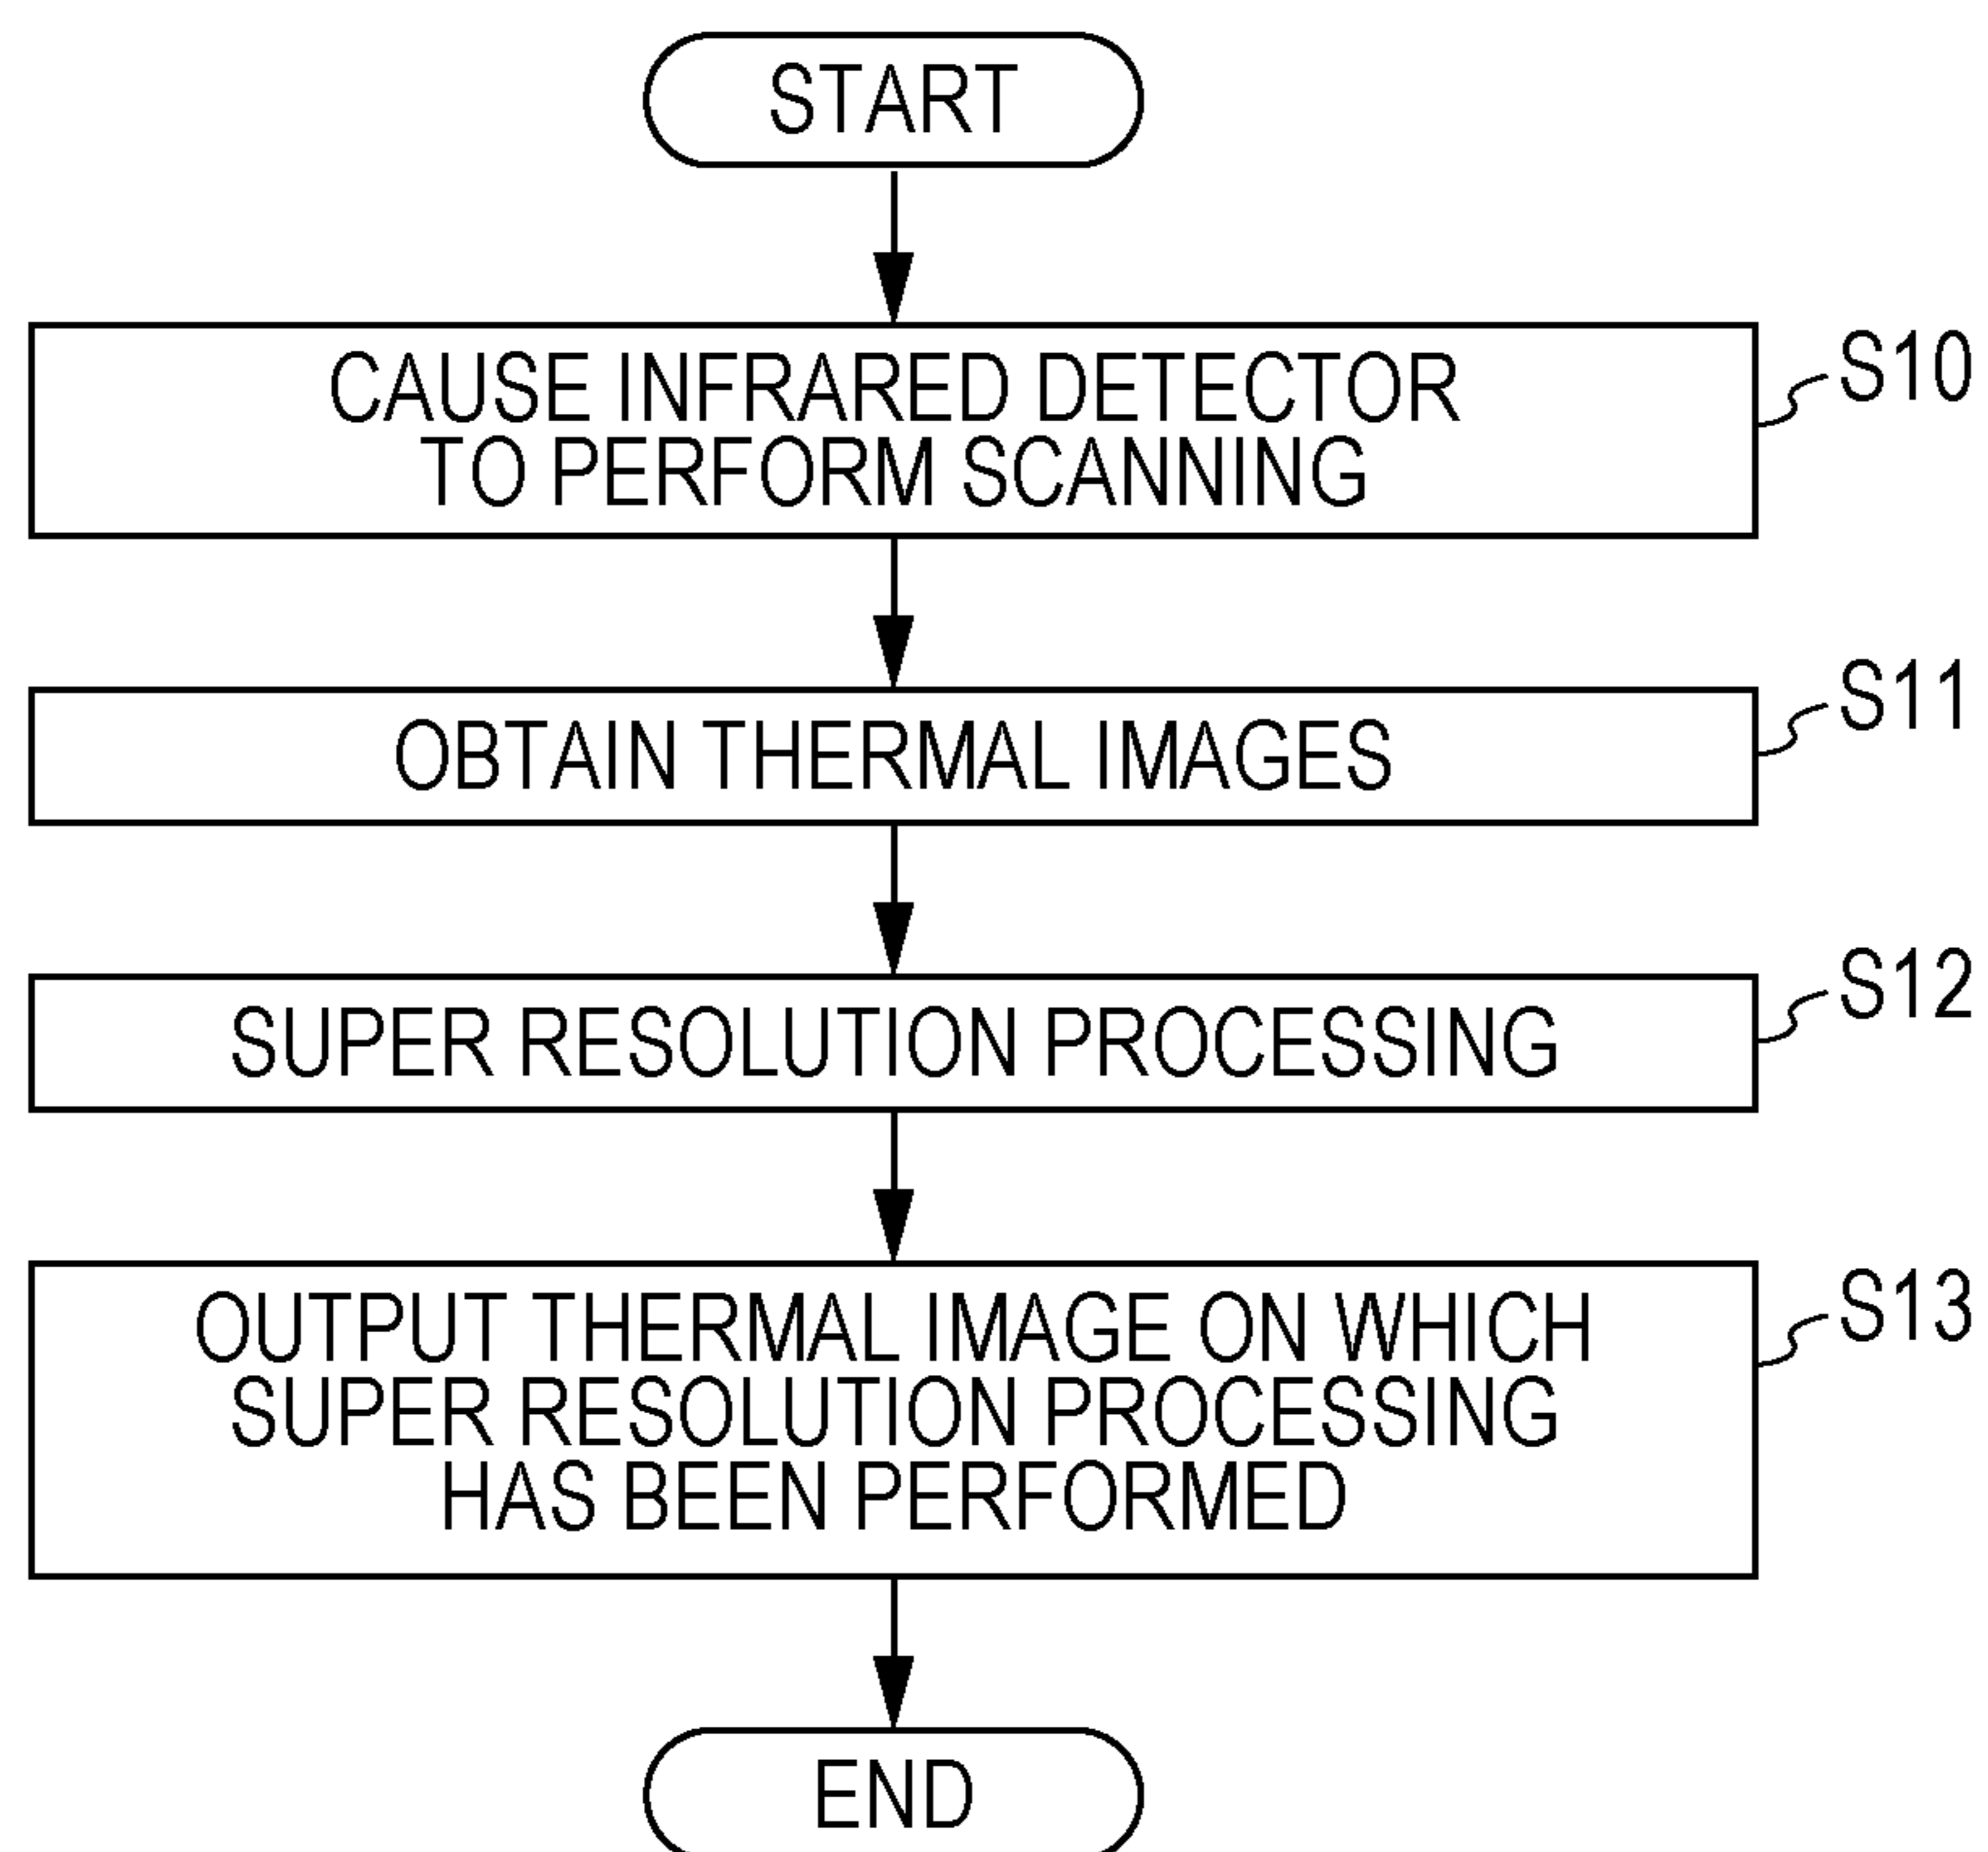 START
CAUSE INFRARED DETECTOR
TO PERFORM SCANNING
S10
OBTAIN THERMAL IMAGES
S11
SUPER RESOLUTION PROCESSING
S12
OUTPUT THERMAL IMAGE ON WHICH
SUPER RESOLUTION PROCESSING
HAS BEEN PERFORMED
S13
END